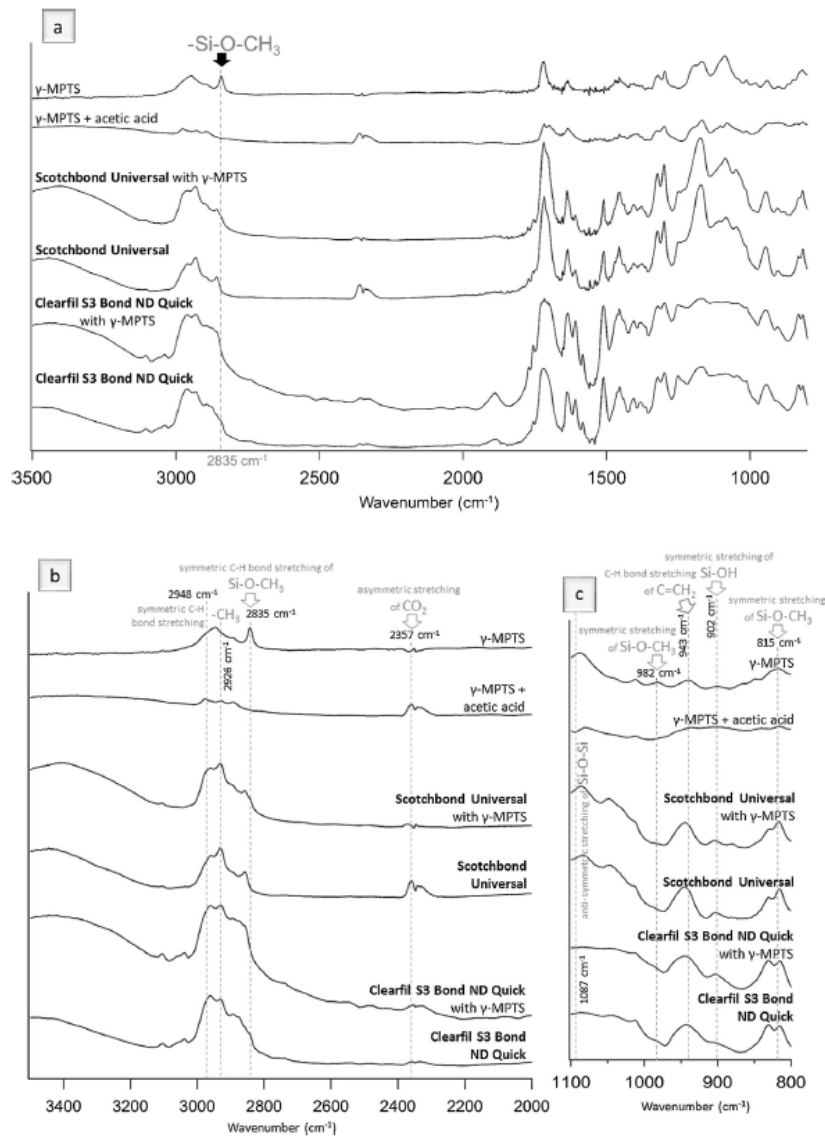 a
-Si-O-CH₃
γ-MPTS
γ-MPTS + acetic acid
Scotchbond Universal with γ-MPTS
Scotchbond Universal
Clearfil S3 Bond ND Quick
with γ-MPTS
Clearfil S3 Bond ND Quick
2835 cm⁻¹
3500 3000 2500 2000 1500 1000
Wavenumber (cm⁻¹)
b
symmetric C-H bond stretching of
Si-O-CH₃
2948 cm⁻¹
symmetric C-H
bond stretching
-CH₃
2835 cm⁻¹
2926 cm⁻¹
asymmetric stretching
of CO₂
2357 cm⁻¹
γ-MPTS
γ-MPTS +
acetic acid
Scotchbond Universal
with γ-MPTS
Scotchbond
Universal
Clearfil S3 Bond ND Quick
with γ-MPTS
Clearfil S3 Bond
ND Quick
3400 3200 3000 2800 2600 2400 2200 2000
Wavenumber (cm⁻¹)
c
symmetric stretching of
Si-OH
C-H bond stretching
of C=CH₂
symmetric stretching
of Si-O-CH₃
982 cm⁻¹
943 cm⁻¹
902 cm⁻¹
symmetric stretching
of Si-O-CH₃
815 cm⁻¹
γ-MPTS
γ-MPTS + acetic acid
anti-symmetric stretching of Si-O-Si
1087 cm⁻¹
Scotchbond Universal
with γ-MPTS
Scotchbond Universal
Clearfil S3 Bond ND Quick
with γ-MPTS
Clearfil S3 Bond
ND Quick
1100 1000 900 800
Wavenumber (cm⁻¹)